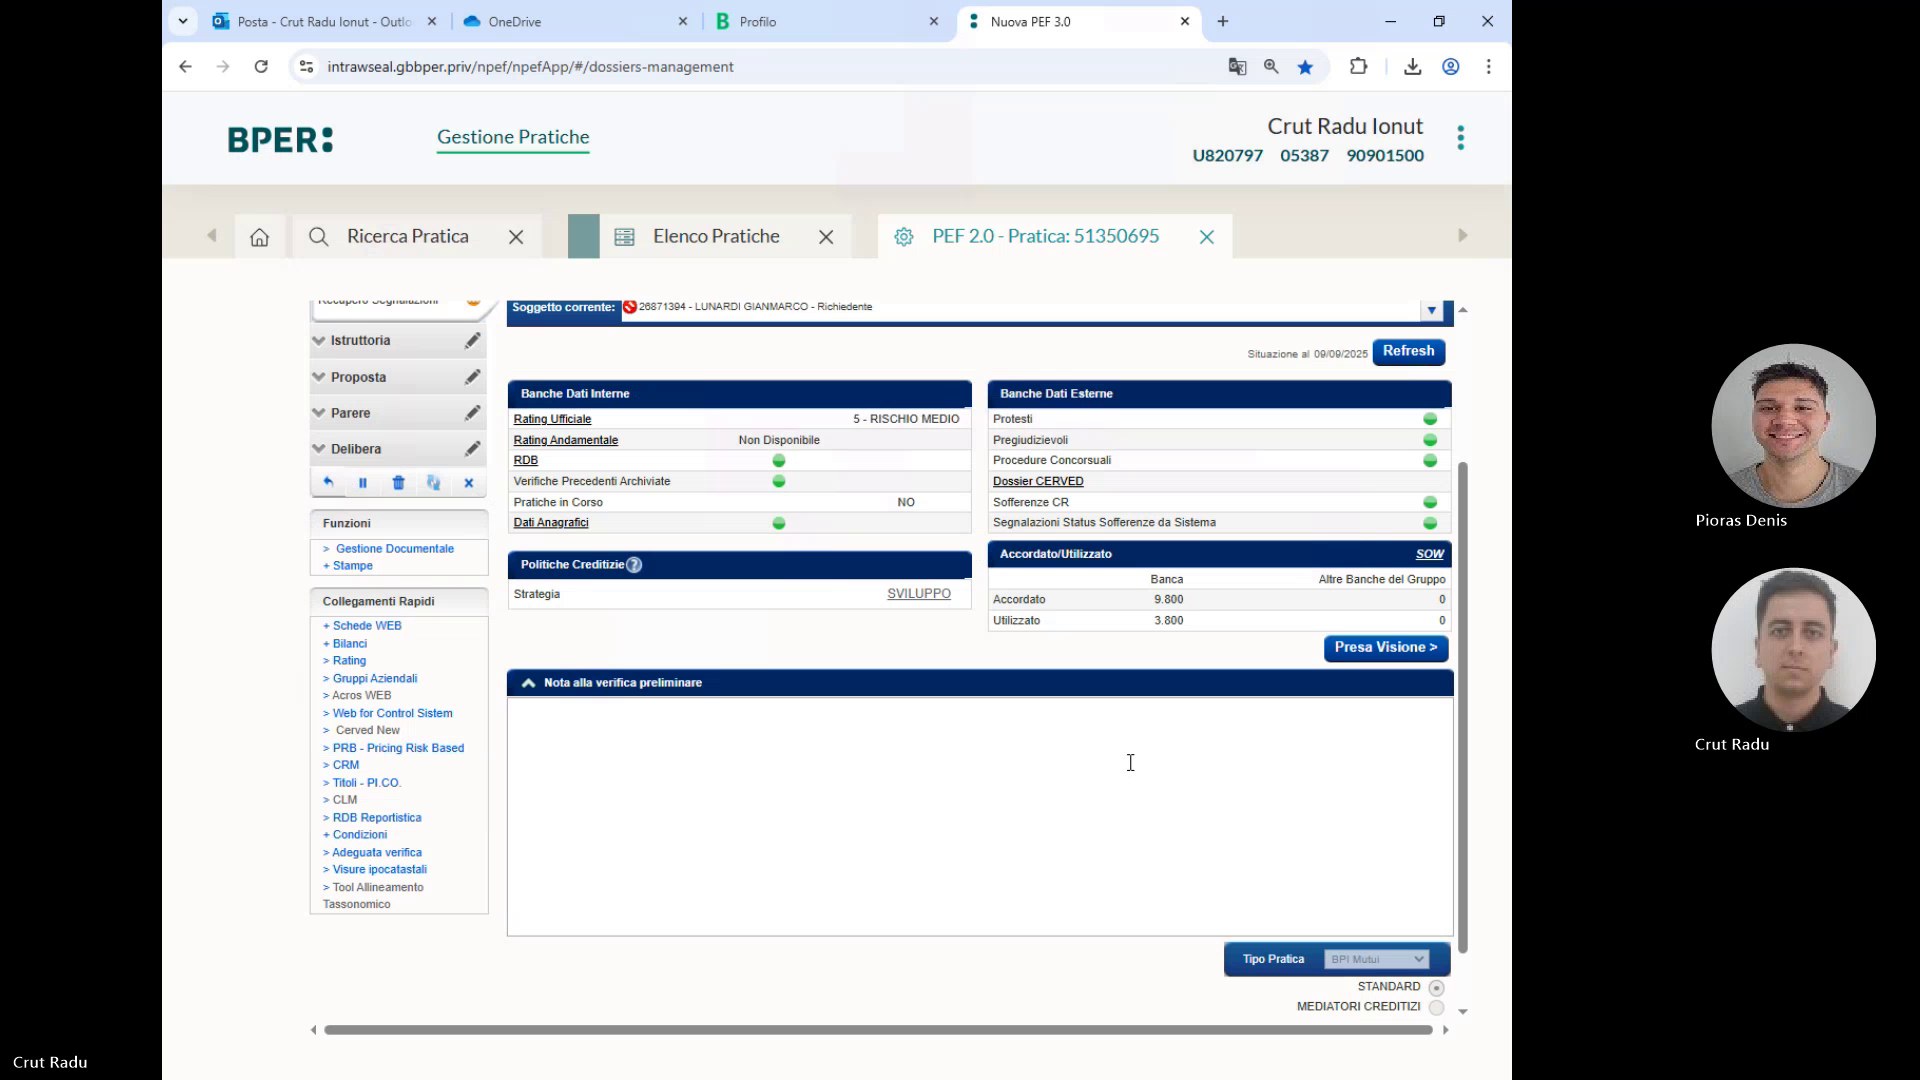 Posta - Crut Radu Ionut - Outlo
OneDrive
Profilo
Nuova PEF 3.0
intrawseal.gbbper.priv/npef/npefApp/#/dossiers-management
BPER:
Gestione Pratiche
Crut Radu Ionut
U820797 05387 90901500
Ricerca Pratica
Elenco Pratiche
PEF 2.0 - Pratica: 51350695
Recupero Segnalazioni
Istruttoria
Proposta
Parere
Delibera
Funzioni
> Gestione Documentale
+ Stampe
Collegamenti Rapidi
+ Schede WEB
+ Bilanci
> Rating
> Gruppi Aziendali
> Acros WEB
> Web for Control Sistem
> Cerved New
> PRB - Pricing Risk Based
> CRM
> Titoli - PI.CO.
> CLM
> RDB Reportistica
+ Condizioni
> Adeguata verifica
> Visure ipocatastali
> Tool Allineamento
Tassonomico
Soggetto corrente: 26871394 - LUNARDI GIANMARCO - Richiedente
Situazione al 09/09/2025 Refresh
Banche Dati Interne
Rating Ufficiale 5 - RISCHIO MEDIO
Rating Andamentale Non Disponibile
RDB
Verifiche Precedenti Archiviate
Pratiche in Corso NO
Dati Anagrafici
Politiche Creditizie ?
Strategia SVILUPPO
Banche Dati Esterne
Protesti
Pregiudizievoli
Procedure Concorsuali
Dossier CERVED
Sofferenze CR
Segnalazioni Status Sofferenze da Sistema
Accordato/Utilizzato SOW
Banca Altre Banche del Gruppo
Accordato 9.800 0
Utilizzato 3.800 0
Presa Visione >
Nota alla verifica preliminare
Tipo Pratica BPI Mutui
STANDARD
MEDIATORI CREDITIZI
Pioras Denis
Crut Radu
Crut Radu